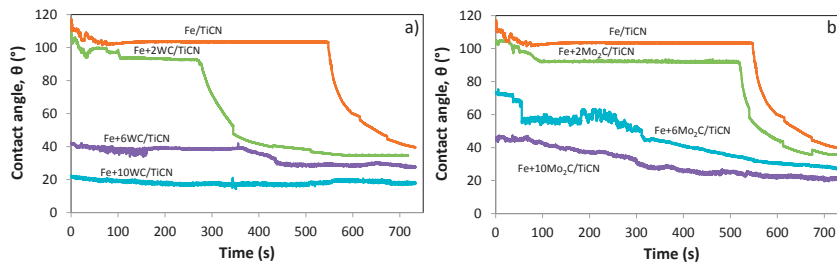 a)
Contact angle, θ (°)
120
100
80
60
40
20
0
Fe/TiCN
Fe+2WC/TiCN
Fe+6WC/TiCN
Fe+10WC/TiCN
0 100 200 300 400 500 600 700
Time (s)
b
Contact angle, θ (°)
120
100
80
60
40
20
0
Fe/TiCN
Fe+2Mo₂C/TiCN
Fe+6Mo₂C/TiCN
Fe+10Mo₂C/TiCN
0 100 200 300 400 500 600 700
Time (s)